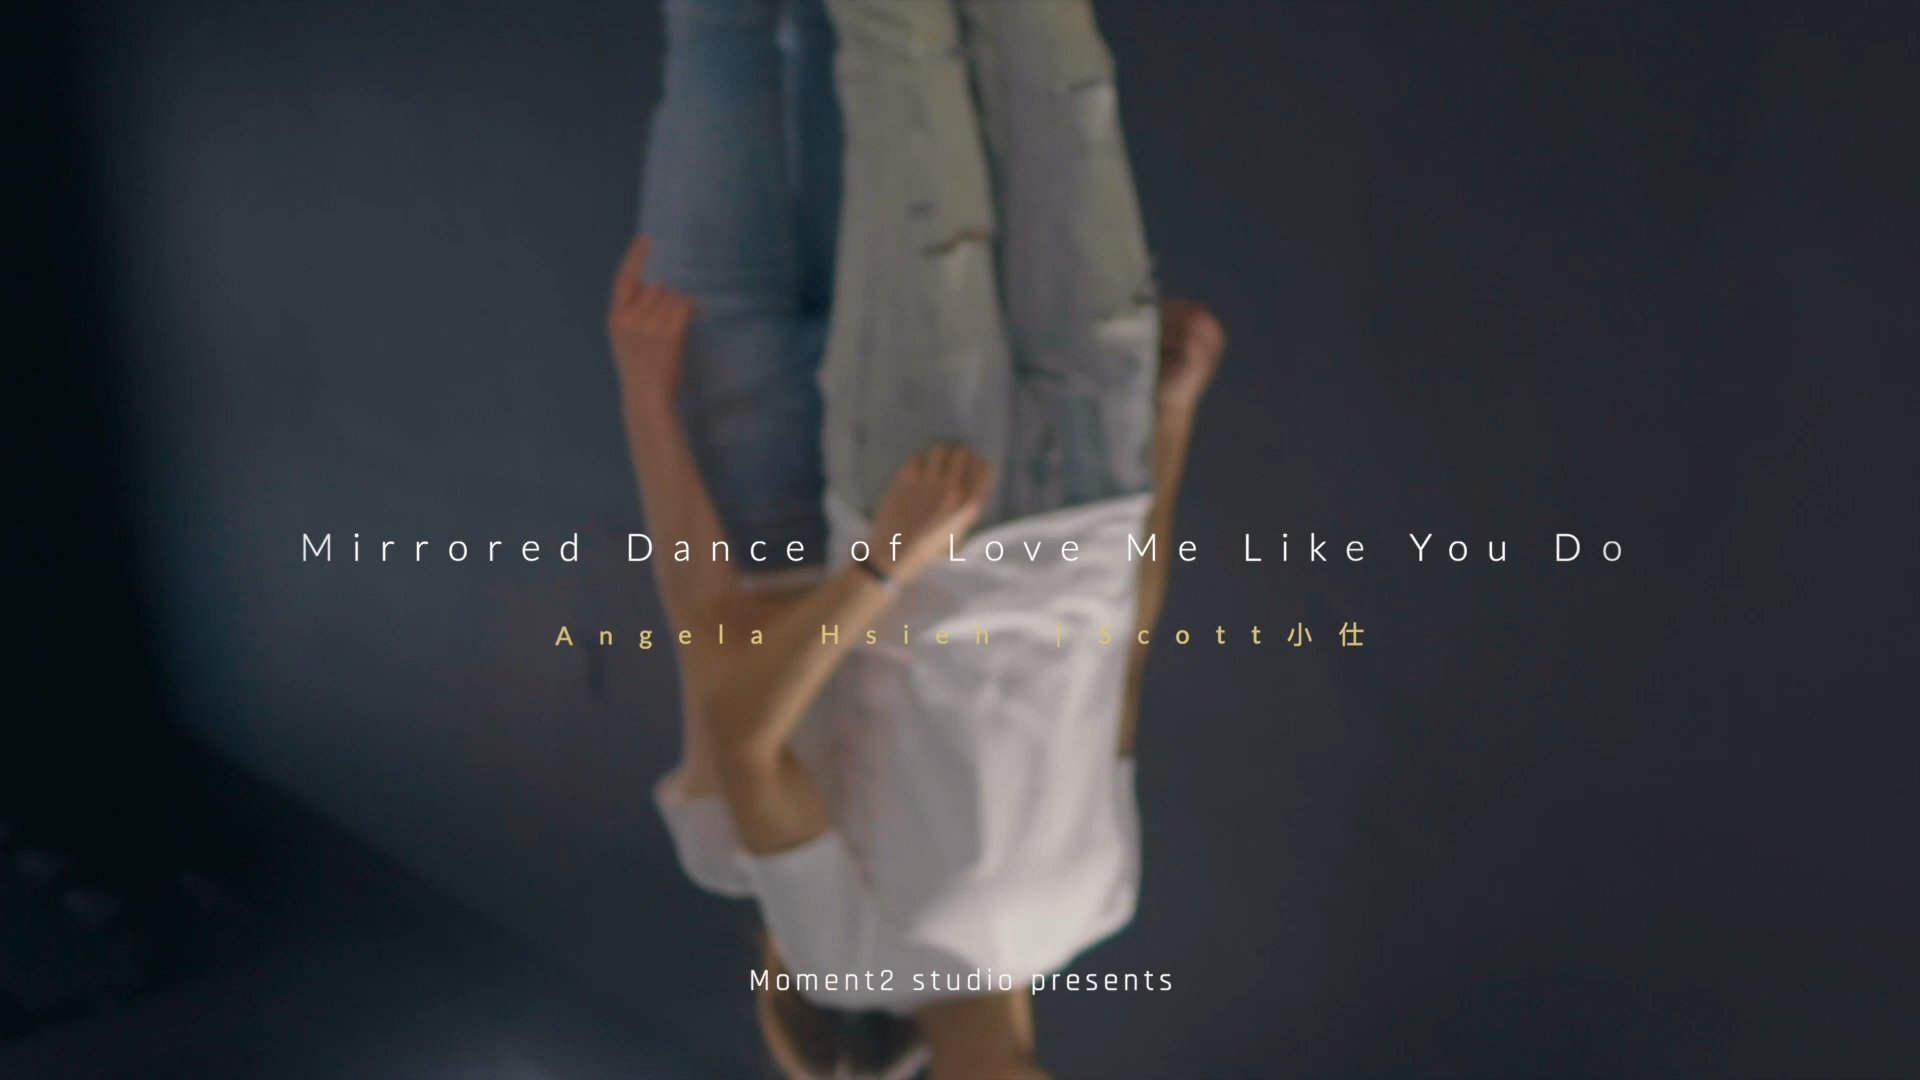 Mirrored Dance of Love Me Like You Do
Angela Hsieh | Scott小仕
Moment2 studio presents